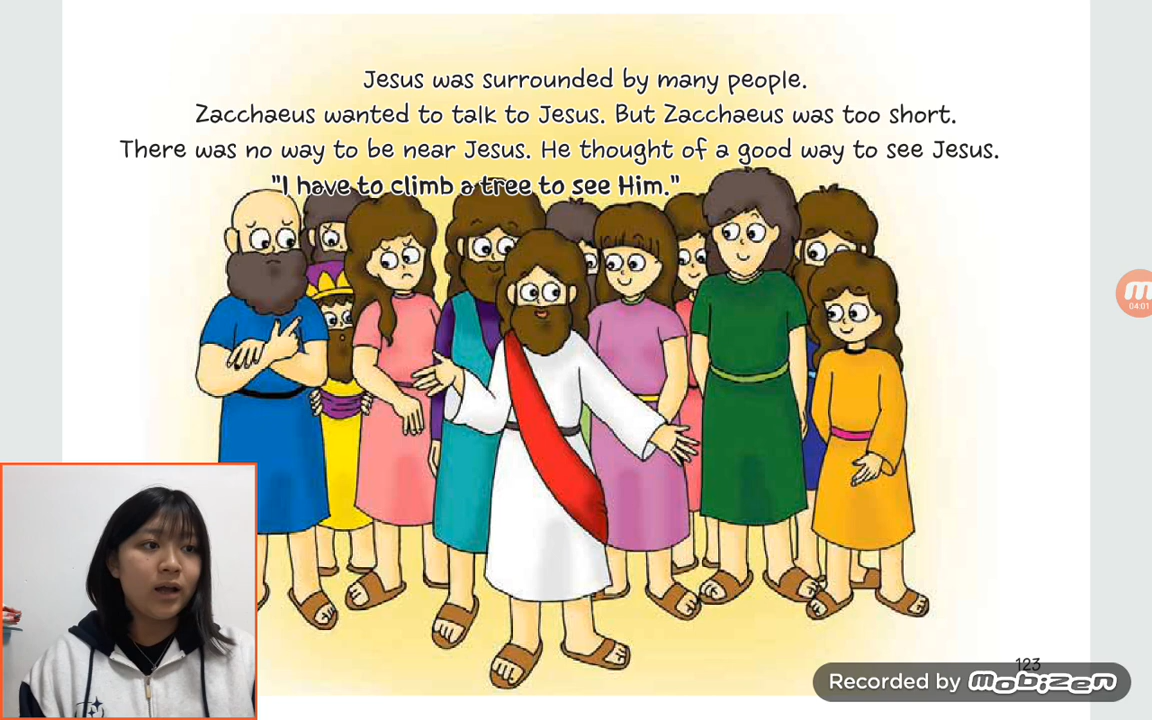 Jesus was surrounded by many people.
Zacchaeus wanted to talk to Jesus. But Zacchaeus was too short.
There was no way to be near Jesus. He thought of a good way to see Jesus.
"I have to climb a tree to see Him."
04:01
123
Recorded by mobizen